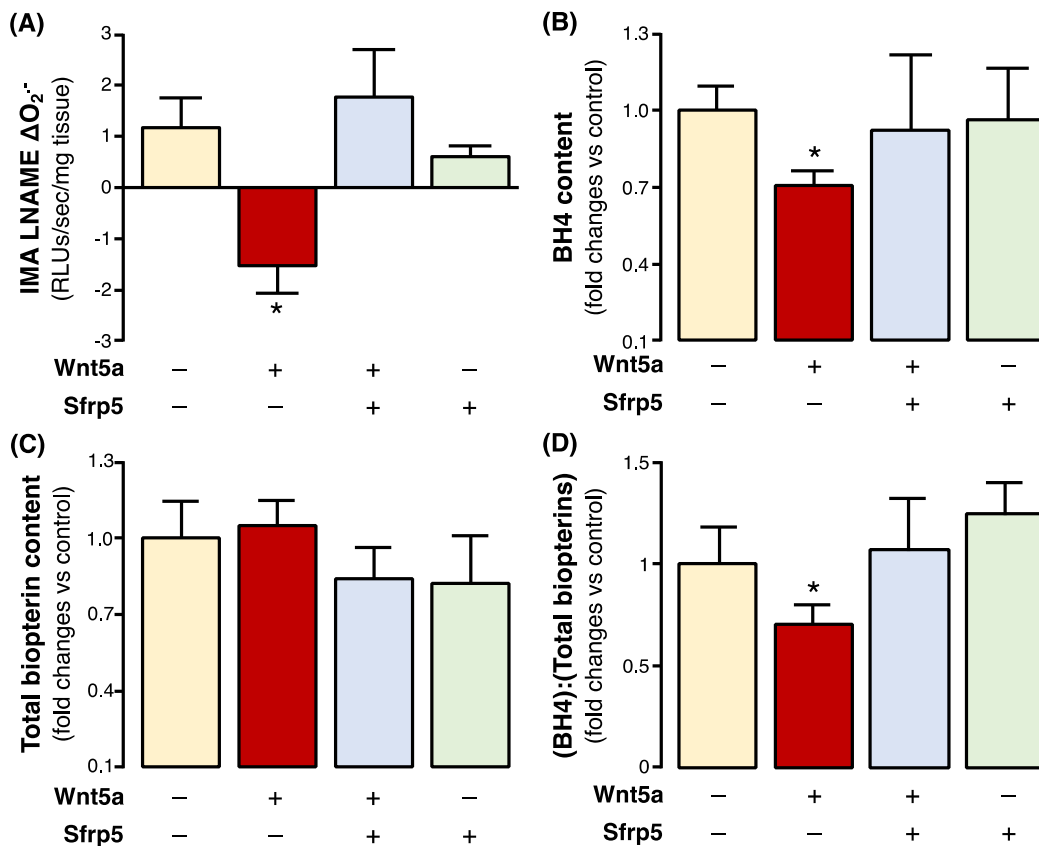 (A)
IMA LNAME ΔO₂·⁻
(RLUs/sec/mg tissue)
3
2
1
0
-1
-2
-3
*
Wnt5a – + + –
Sfrp5 – – + +
(B)
BH4 content
(fold changes vs control)
1.3
1.0
0.7
0.4
0.1
*
Wnt5a – + + –
Sfrp5 – – + +
(C)
Total biopterin content
(fold changes vs control)
1.3
1.0
0.7
0.4
0.1
Wnt5a – + + –
Sfrp5 – – + +
(D)
(BH4):(Total biopterins)
(fold changes vs control)
1.5
1
0.5
0
*
Wnt5a – + + –
Sfrp5 – – + +